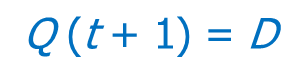 Q(t + 1) = D